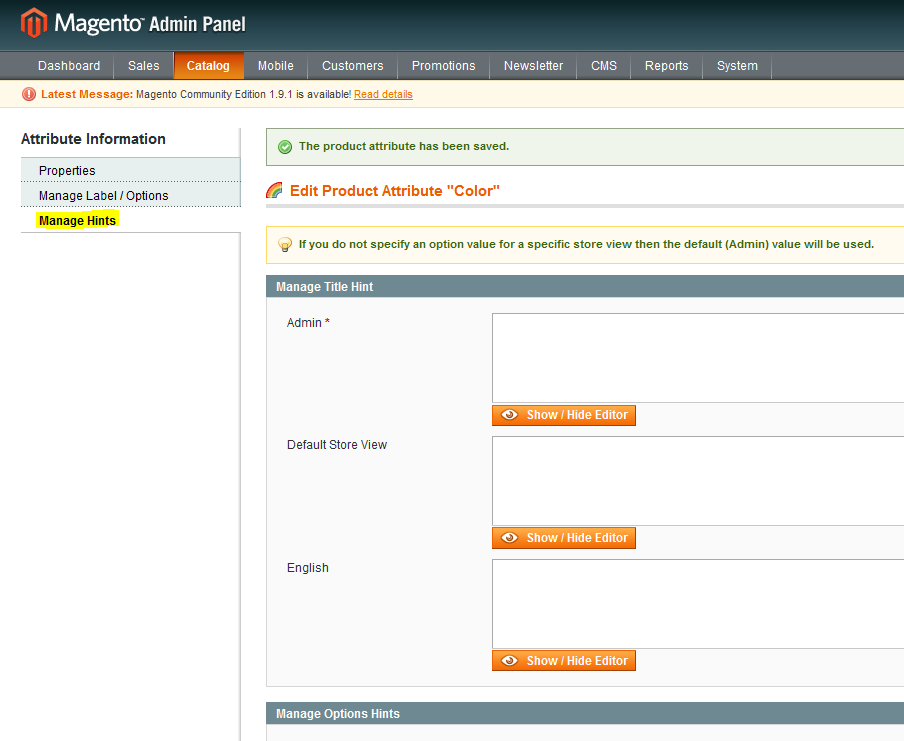 Magento Admin Panel
Dashboard Sales Catalog Mobile Customers Promotions Newsletter CMS Reports System
Latest Message: Magento Community Edition 1.9.1 is available! Read details
Attribute Information
Properties
Manage Label / Options
Manage Hints
The product attribute has been saved.
Edit Product Attribute "Color"
If you do not specify an option value for a specific store view then the default (Admin) value will be used.
Manage Title Hint
Admin *
Show / Hide Editor
Default Store View
Show / Hide Editor
English
Show / Hide Editor
Manage Options Hints